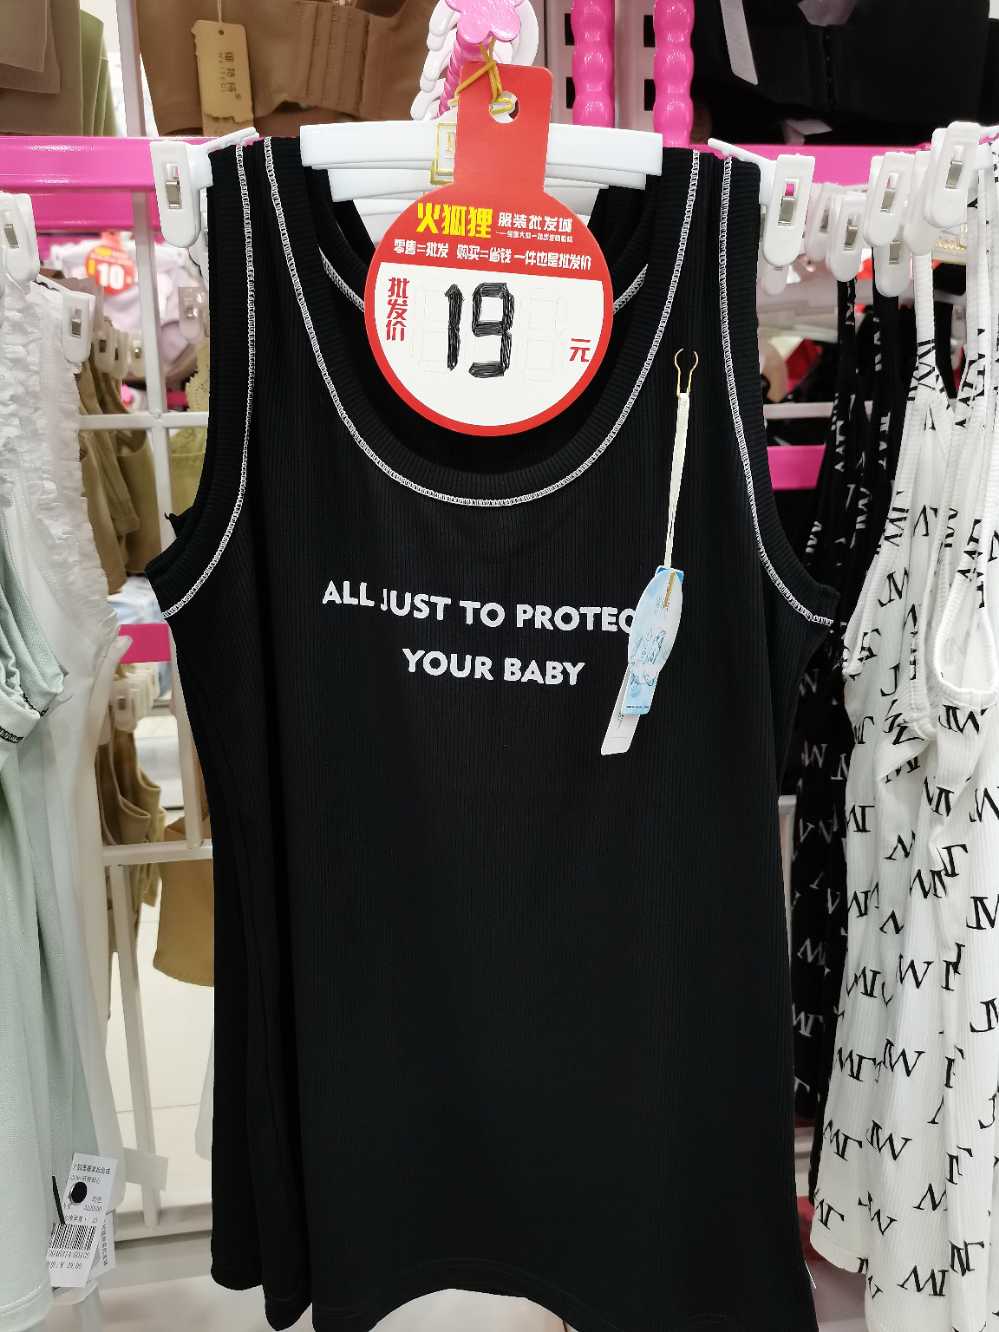 火狐狸 服装批发城
零售=批发 购买=省钱 一件也是批发价
批发价
19
元
ALL JUST TO PROTEC
YOUR BABY
10